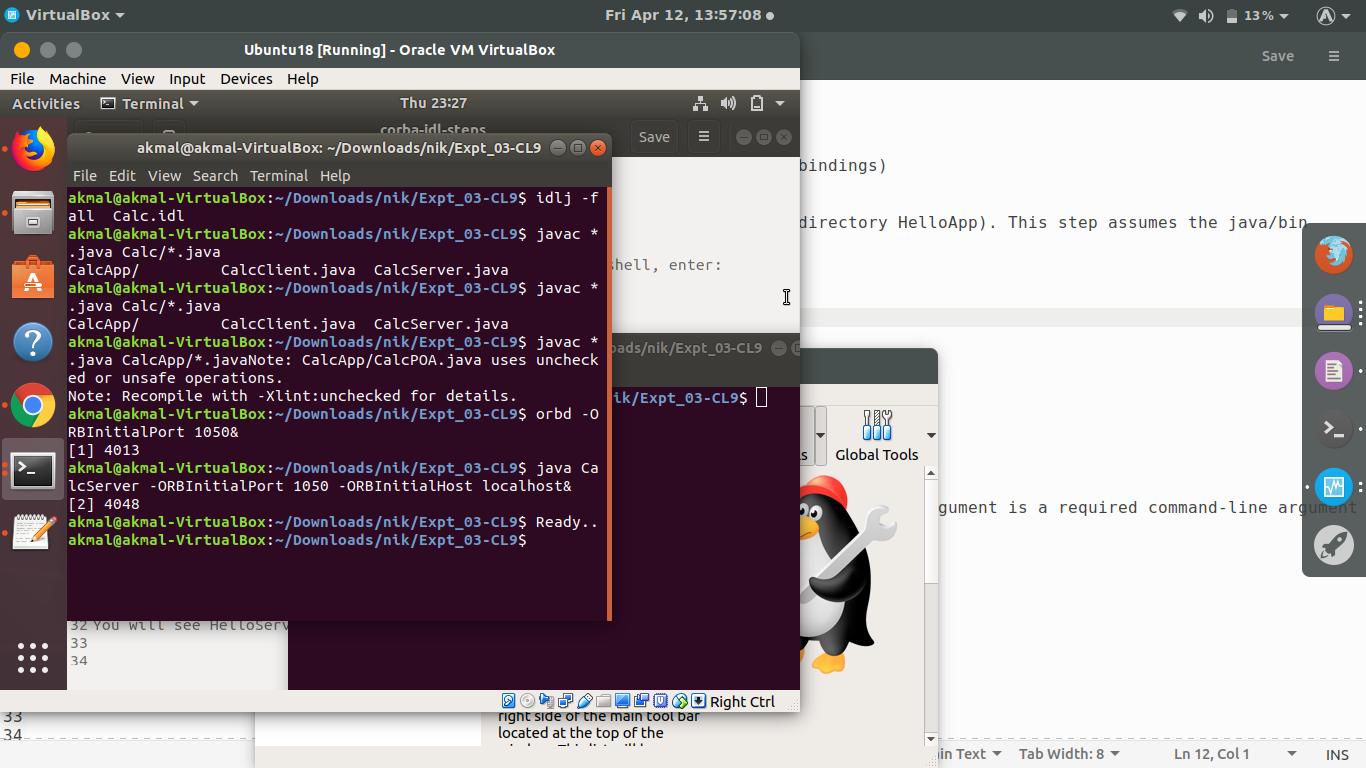 VirtualBox
Fri Apr 12, 13:57:08
13%
Ubuntu18 [Running] - Oracle VM VirtualBox
Save
File Machine View Input Devices Help
Activities
Terminal
Thu 23:27
corba-idl-steps
Save
akmal@akmal-VirtualBox: ~/Downloads/nik/Expt_03-CL9
File Edit View Search Terminal Help
akmal@akmal-VirtualBox:~/Downloads/nik/Expt_03-CL9$ idlj -f
all  Calc.idl
akmal@akmal-VirtualBox:~/Downloads/nik/Expt_03-CL9$ javac *
.java Calc/*.java
CalcApp/         CalcClient.java  CalcServer.java
akmal@akmal-VirtualBox:~/Downloads/nik/Expt_03-CL9$ javac *
.java Calc/*.java
CalcApp/         CalcClient.java  CalcServer.java
akmal@akmal-VirtualBox:~/Downloads/nik/Expt_03-CL9$ javac *
.java CalcApp/*.javaNote: CalcApp/CalcPOA.java uses uncheck
ed or unsafe operations.
Note: Recompile with -Xlint:unchecked for details.
akmal@akmal-VirtualBox:~/Downloads/nik/Expt_03-CL9$ orbd -O
RBInitialPort 1050&
[1] 4013
akmal@akmal-VirtualBox:~/Downloads/nik/Expt_03-CL9$ java Ca
lcServer -ORBInitialPort 1050 -ORBInitialHost localhost&
[2] 4048
akmal@akmal-VirtualBox:~/Downloads/nik/Expt_03-CL9$ Ready..
akmal@akmal-VirtualBox:~/Downloads/nik/Expt_03-CL9$
bindings)
directory HelloApp). This step assumes the java/bin
shell, enter:
ads/nik/Expt_03-CL9
ik/Expt_03-CL9$
ls
Global Tools
gument is a required command-line argument
32 You will see HelloServ
33
34
Right Ctrl
33
34
right side of the main tool bar
located at the top of the
in Text
Tab Width: 8
Ln 12, Col 1
INS